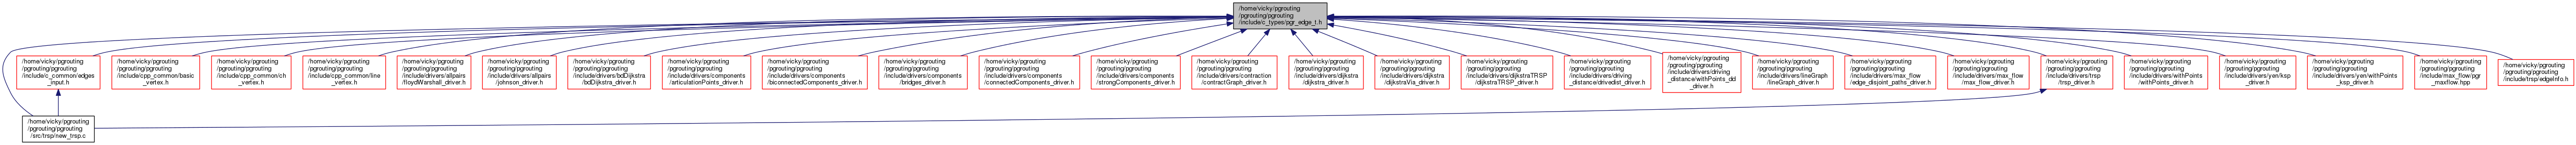 /home/vicky/pgrouting
/pgrouting/pgrouting
/include/c_types/pgr_edge_t.h
/home/vicky/pgrouting
/pgrouting/pgrouting
/include/c_common/edges
_input.h
/home/vicky/pgrouting
/pgrouting/pgrouting
/include/cpp_common/basic
_vertex.h
/home/vicky/pgrouting
/pgrouting/pgrouting
/include/cpp_common/ch
_vertex.h
/home/vicky/pgrouting
/pgrouting/pgrouting
/include/cpp_common/line
_vertex.h
/home/vicky/pgrouting
/pgrouting/pgrouting
/include/drivers/allpairs
/floydWarshall_driver.h
/home/vicky/pgrouting
/pgrouting/pgrouting
/include/drivers/allpairs
/johnson_driver.h
/home/vicky/pgrouting
/pgrouting/pgrouting
/include/drivers/bdDijkstra
/bdDijkstra_driver.h
/home/vicky/pgrouting
/pgrouting/pgrouting
/include/drivers/components
/articulationPoints_driver.h
/home/vicky/pgrouting
/pgrouting/pgrouting
/include/drivers/components
/biconnectedComponents_driver.h
/home/vicky/pgrouting
/pgrouting/pgrouting
/include/drivers/components
/bridges_driver.h
/home/vicky/pgrouting
/pgrouting/pgrouting
/include/drivers/components
/connectedComponents_driver.h
/home/vicky/pgrouting
/pgrouting/pgrouting
/include/drivers/components
/strongComponents_driver.h
/home/vicky/pgrouting
/pgrouting/pgrouting
/include/drivers/contraction
/contractGraph_driver.h
/home/vicky/pgrouting
/pgrouting/pgrouting
/include/drivers/dijkstra
/dijkstra_driver.h
/home/vicky/pgrouting
/pgrouting/pgrouting
/include/drivers/dijkstra
/dijkstraVia_driver.h
/home/vicky/pgrouting
/pgrouting/pgrouting
/include/drivers/dijkstraTRSP
/dijkstraTRSP_driver.h
/home/vicky/pgrouting
/pgrouting/pgrouting
/include/drivers/driving
_distance/drivedist_driver.h
/home/vicky/pgrouting
/pgrouting/pgrouting
/include/drivers/driving
_distance/withPoints_dd
_driver.h
/home/vicky/pgrouting
/pgrouting/pgrouting
/include/drivers/lineGraph
/lineGraph_driver.h
/home/vicky/pgrouting
/pgrouting/pgrouting
/include/drivers/max_flow
/edge_disjoint_paths_driver.h
/home/vicky/pgrouting
/pgrouting/pgrouting
/include/drivers/max_flow
/max_flow_driver.h
/home/vicky/pgrouting
/pgrouting/pgrouting
/include/drivers/trsp
/trsp_driver.h
/home/vicky/pgrouting
/pgrouting/pgrouting
/include/drivers/withPoints
/withPoints_driver.h
/home/vicky/pgrouting
/pgrouting/pgrouting
/include/drivers/yen/ksp
_driver.h
/home/vicky/pgrouting
/pgrouting/pgrouting
/include/drivers/yen/withPoints
_ksp_driver.h
/home/vicky/pgrouting
/pgrouting/pgrouting
/include/max_flow/pgr
_maxflow.hpp
/home/vicky/pgrouting
/pgrouting/pgrouting
/include/trsp/edgeInfo.h
/home/vicky/pgrouting
/pgrouting/pgrouting
/src/trsp/new_trsp.c